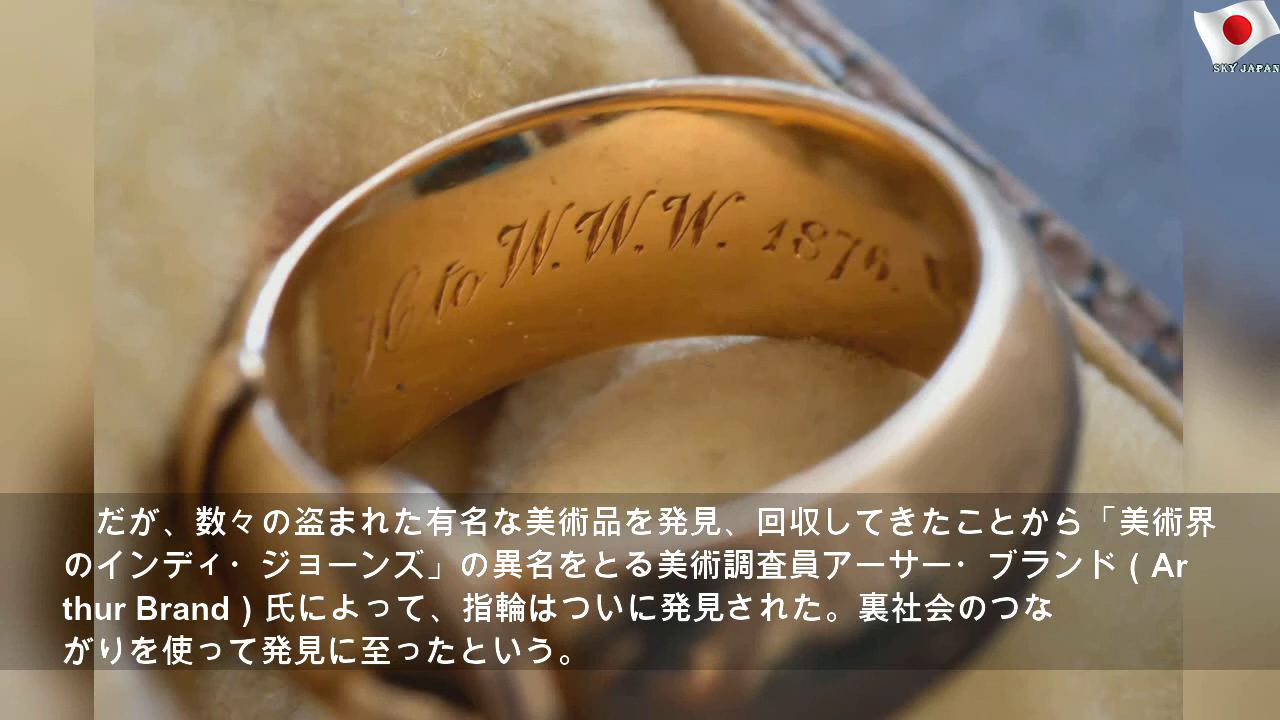 SKY JAPAN
to W.W.W. 1876.
だが、数々の盗まれた有名な美術品を発見、回収してきたことから「美術界
のインディ・ジョーンズ」の異名をとる美術調査員アーサー・ブランド ( Ar
thur Brand ) 氏によって、指輪はついに発見された。裏社会のつな
がりを使って発見に至ったという。